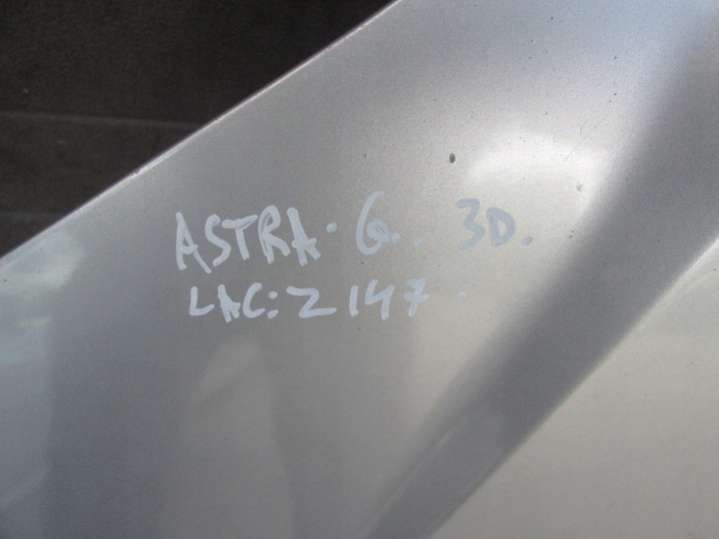 ASTRA. G. 3D.
LAC: Z147.